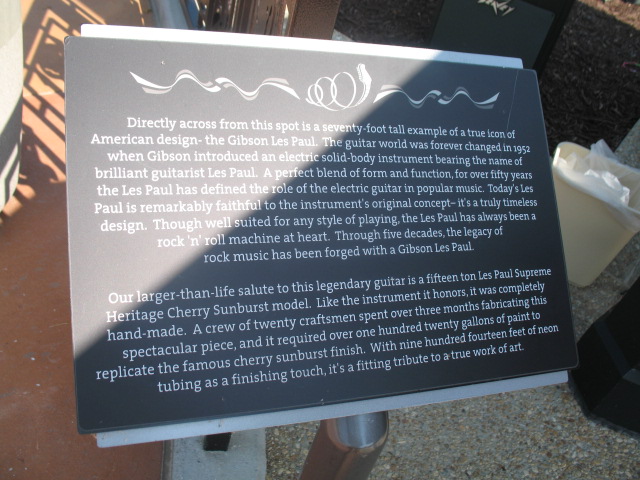 Directly across from this spot is a seventy-foot tall example of a true icon of
American design- the Gibson Les Paul. The guitar world was forever changed in 1952
when Gibson introduced an electric solid-body instrument bearing the name of
brilliant guitarist Les Paul. A perfect blend of form and function, for over fifty years
the Les Paul has defined the role of the electric guitar in popular music. Today's Les
Paul is remarkably faithful to the instrument's original concept– it's a truly timeless
design. Though well suited for any style of playing, the Les Paul has always been a
rock 'n' roll machine at heart. Through five decades, the legacy of
rock music has been forged with a Gibson Les Paul.
Our larger-than-life salute to this legendary guitar is a fifteen ton Les Paul Supreme
Heritage Cherry Sunburst model. Like the instrument it honors, it was completely
hand-made. A crew of twenty craftsmen spent over three months fabricating this
spectacular piece, and it required over one hundred twenty gallons of paint to
replicate the famous cherry sunburst finish. With nine hundred fourteen feet of neon
tubing as a finishing touch, it's a fitting tribute to a true work of art.